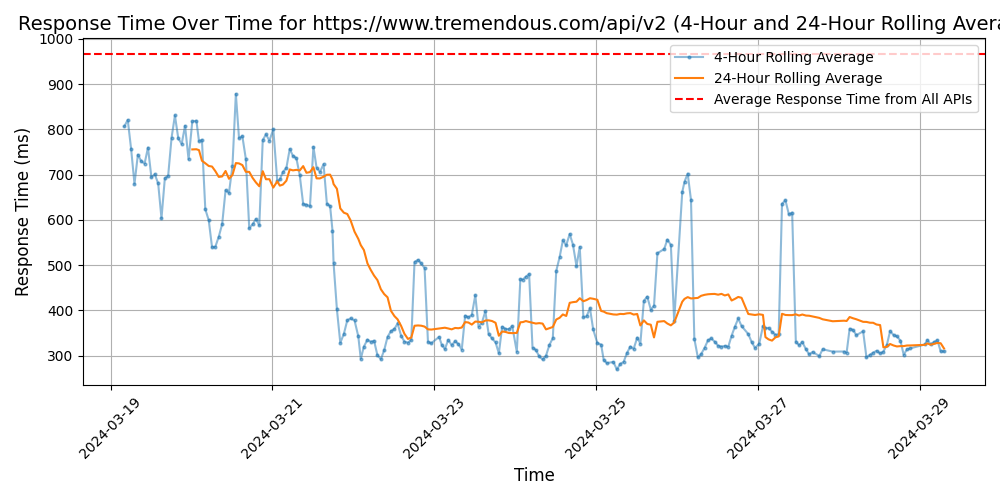 Response Time Over Time for https://www.tremendous.com/api/v2 (4-Hour and 24-Hour Rolling Avera
1000
900
800
700
600
500
400
300
Response Time (ms)
4-Hour Rolling Average
24-Hour Rolling Average
Average Response Time from All APIs
2024-03-19
2024-03-21
2024-03-23
2024-03-25
2024-03-27
2024-03-29
Time